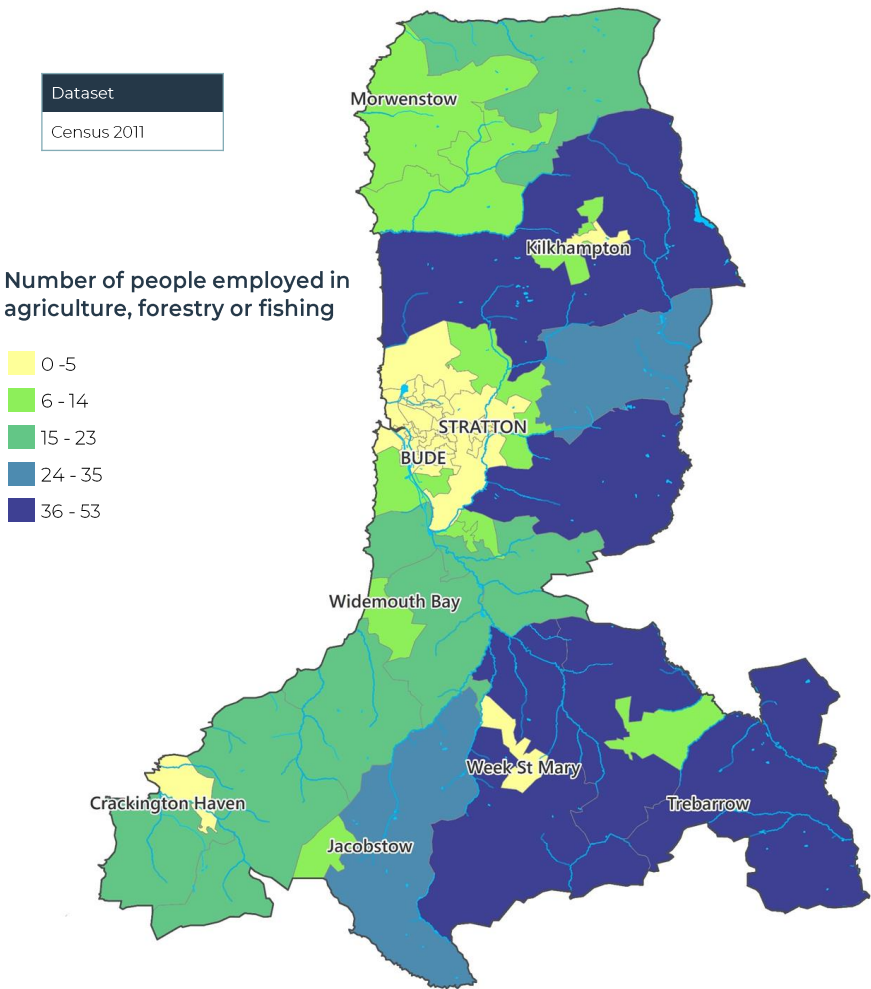 Dataset
Census 2011
Number of people employed in
agriculture, forestry or fishing
0 -5
6 - 14
15 - 23
24 - 35
36 - 53
Morwenstow
Kilkhampton
STRATTON
BUDE
Widemouth Bay
Week St Mary
Crackington Haven
Trebarrow
Jacobstow